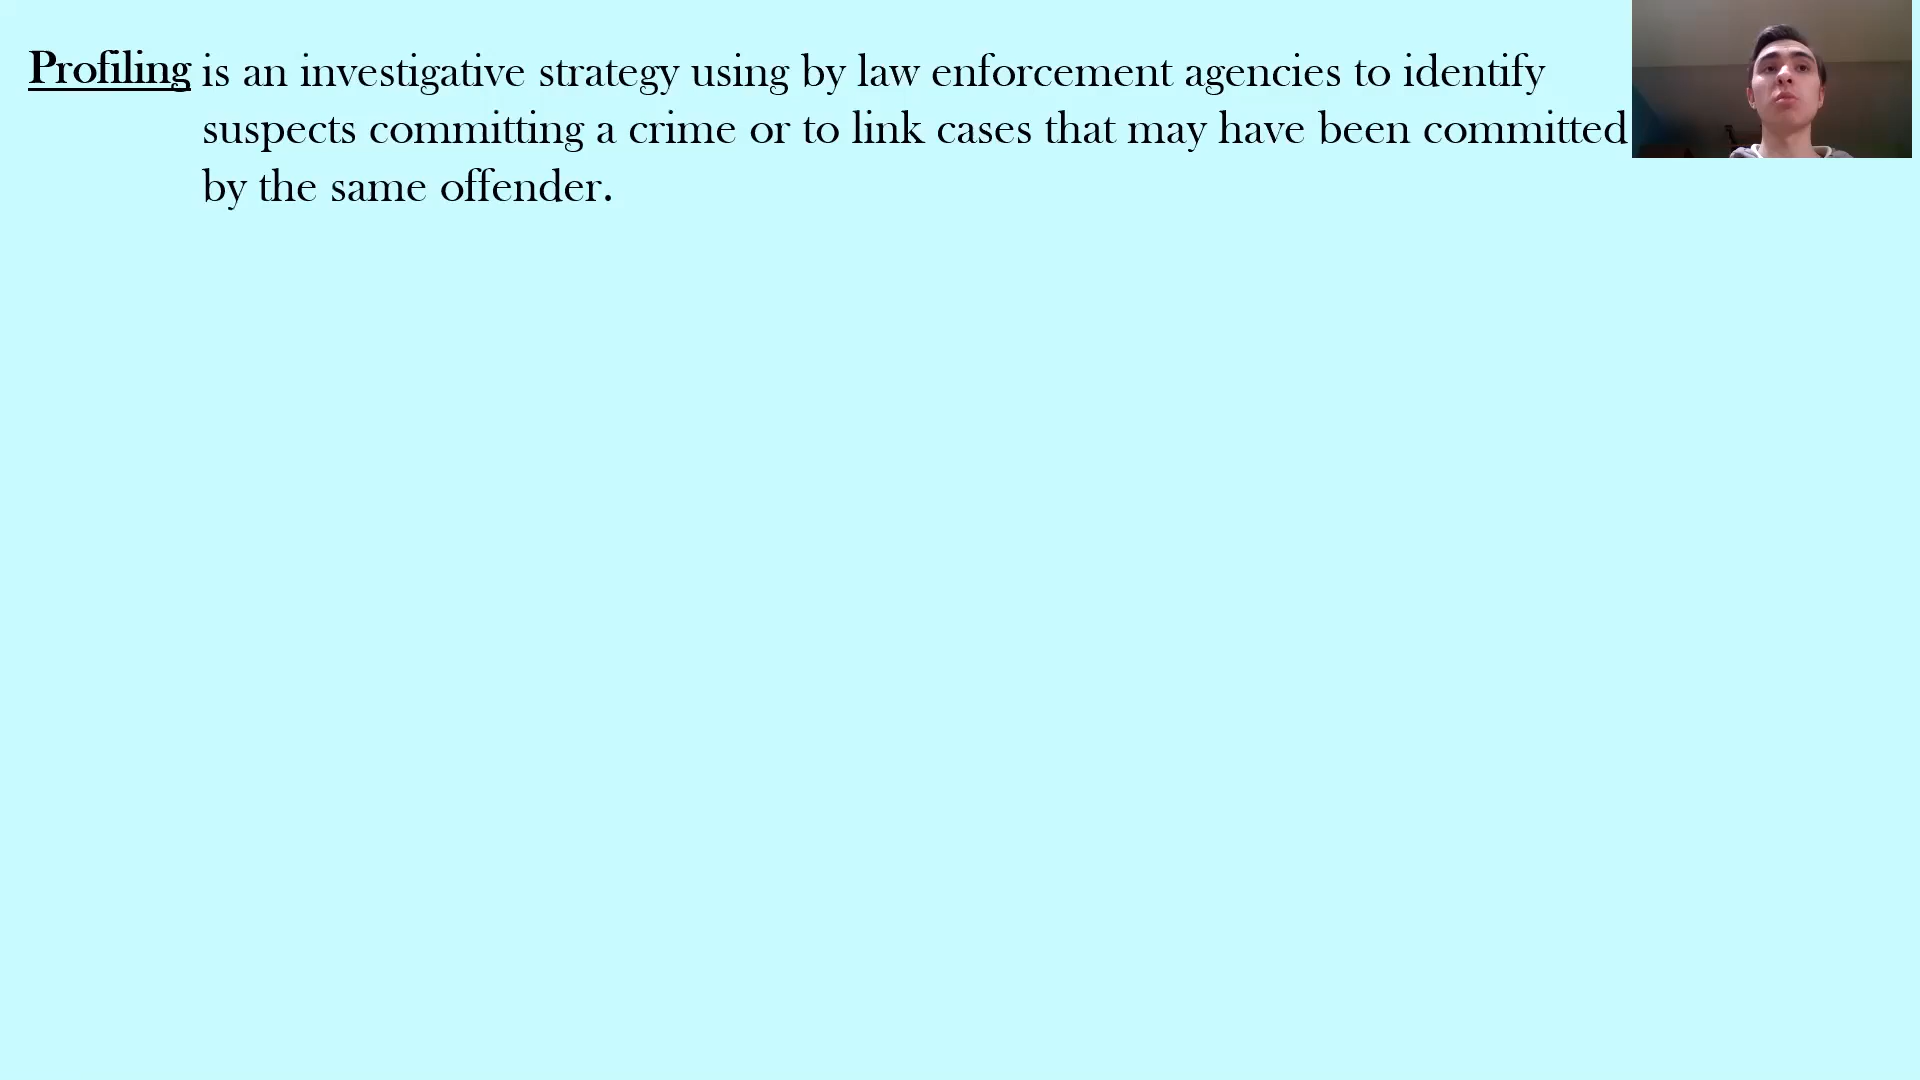 Profiling is an investigative strategy using by law enforcement agencies to identify
suspects committing a crime or to link cases that may have been committed
by the same offender.